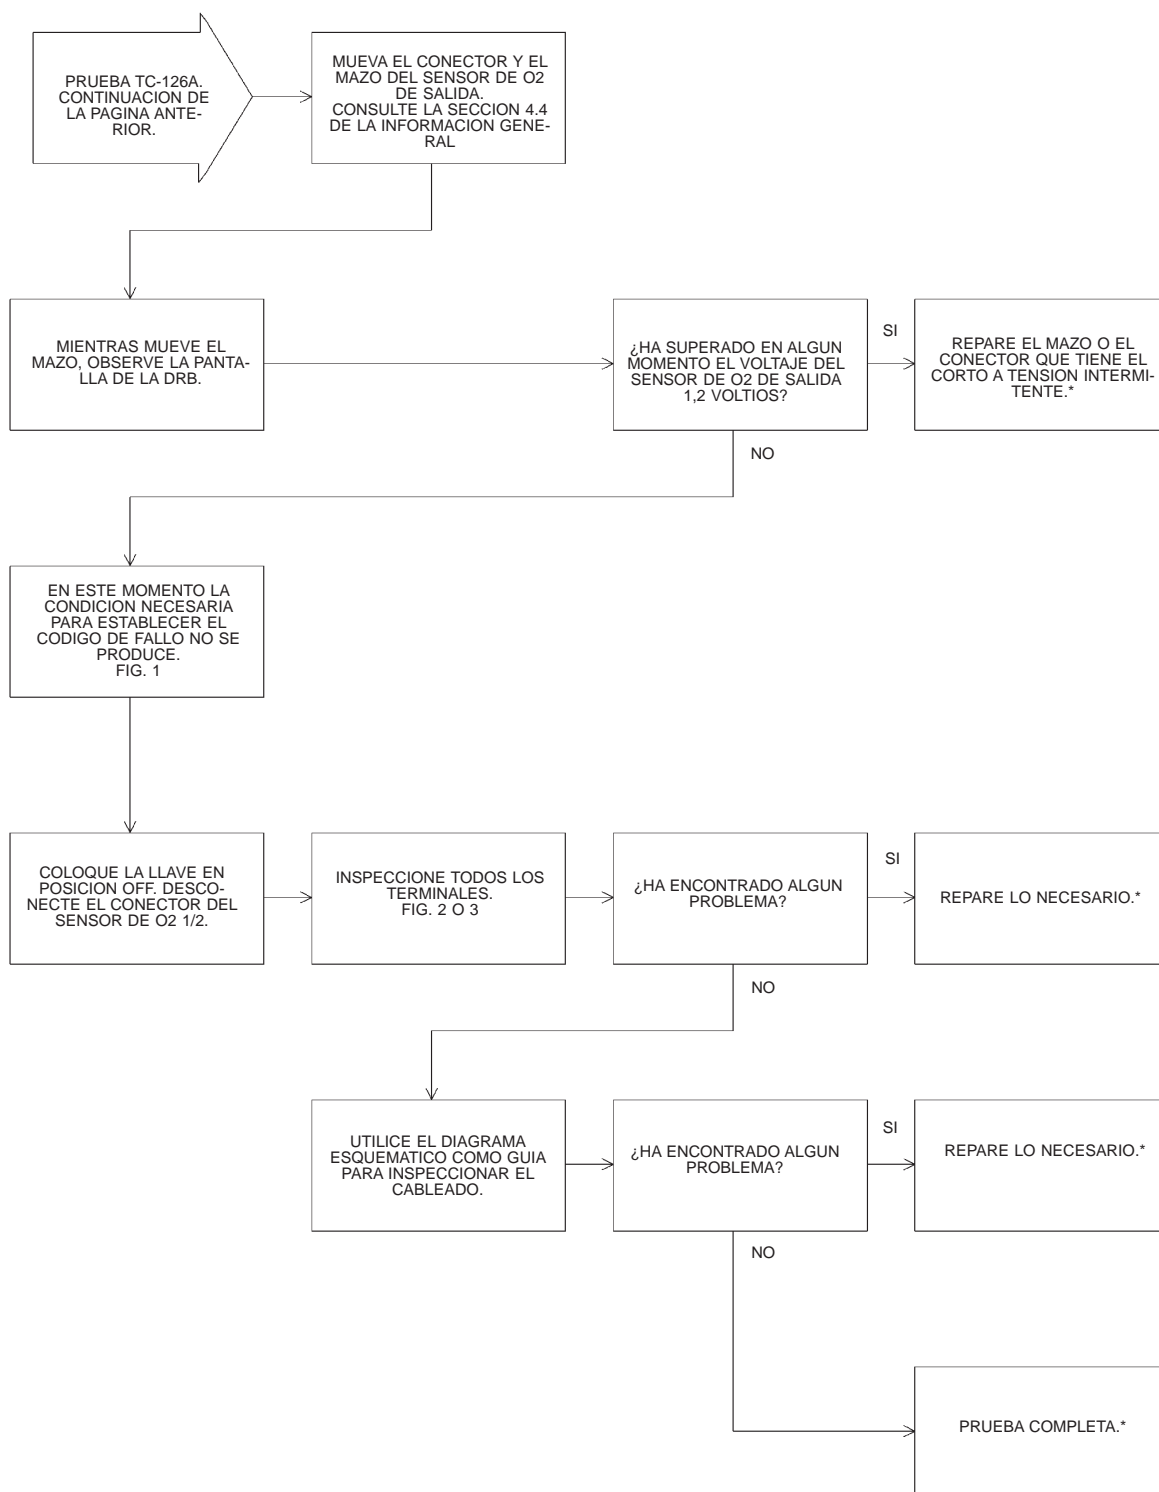 PRUEBA TC-126A.
CONTINUACION DE
LA PAGINA ANTE-
RIOR.
MUEVA EL CONECTOR Y EL
MAZO DEL SENSOR DE O2
DE SALIDA.
CONSULTE LA SECCION 4.4
DE LA INFORMACION GENE-
RAL
MIENTRAS MUEVE EL
MAZO, OBSERVE LA PANTA-
LLA DE LA DRB.
¿HA SUPERADO EN ALGUN
MOMENTO EL VOLTAJE DEL
SENSOR DE O2 DE SALIDA
1,2 VOLTIOS?
SI
REPARE EL MAZO O EL
CONECTOR QUE TIENE EL
CORTO A TENSION INTERMI-
TENTE.*
NO
EN ESTE MOMENTO LA
CONDICION NECESARIA
PARA ESTABLECER EL
CODIGO DE FALLO NO SE
PRODUCE.
FIG. 1
COLOQUE LA LLAVE EN
POSICION OFF. DESCO-
NECTE EL CONECTOR DEL
SENSOR DE O2 1/2.
INSPECCIONE TODOS LOS
TERMINALES.
FIG. 2 O 3
¿HA ENCONTRADO ALGUN
PROBLEMA?
SI
REPARE LO NECESARIO.*
NO
UTILICE EL DIAGRAMA
ESQUEMATICO COMO GUIA
PARA INSPECCIONAR EL
CABLEADO.
¿HA ENCONTRADO ALGUN
PROBLEMA?
SI
REPARE LO NECESARIO.*
NO
PRUEBA COMPLETA.*